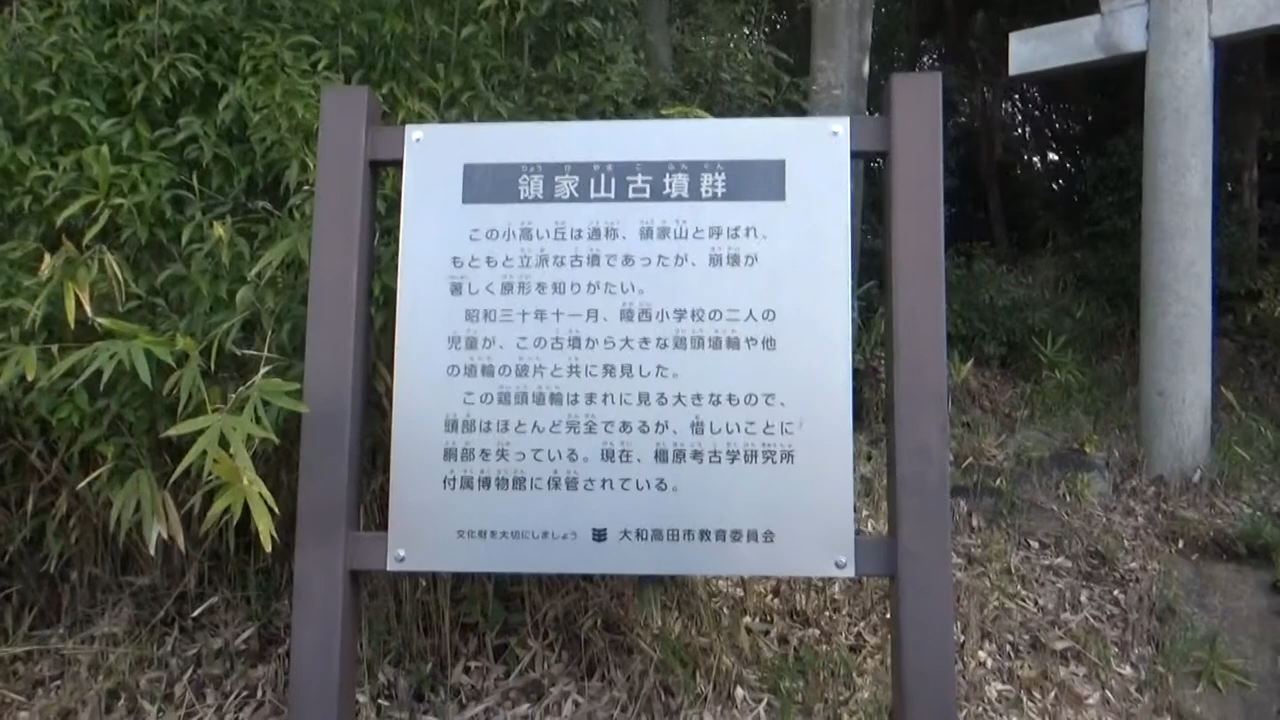 領家山古墳群
この小高い丘は通称、領家山と呼ばれ、
もともと立派な古墳であったが、崩壊が
著しく原形を知りがたい。
昭和三十年十一月、陵西小学校の二人の
児童が、この古墳から大きな鶏頭埴輪や他
の埴輪の破片と共に発見した。
この鶏頭埴輪はまれに見る大きなもので、
頭部はほとんど完全であるが、惜しいことに
胴部を失っている。現在、橿原考古学研究所
付属博物館に保管されている。
文化財を大切にしましょう 大和高田市教育委員会